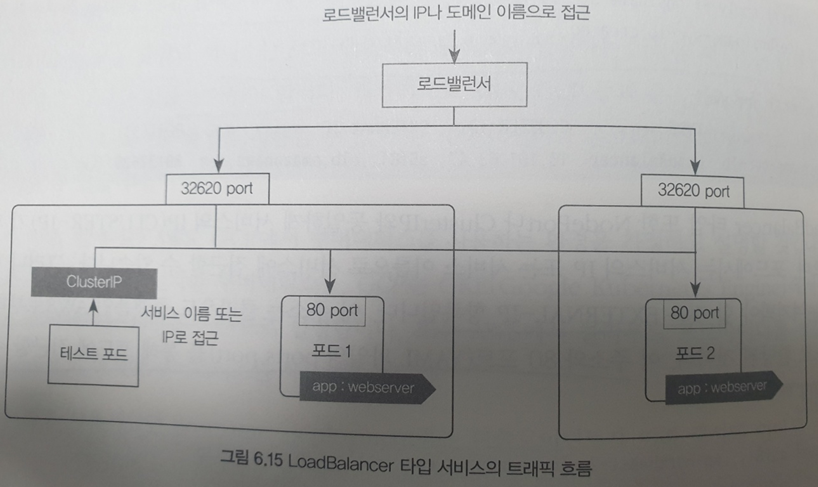 로드밸런서의 IP나 도메인 이름으로 접근
로드밸런서
32620 port
32620 port
ClusterIP
서비스 이름 또는
IP로 접근
테스트 포드
80 port
포드 1
app : webserver
80 port
포드 2
app : webserver
그림 6.15 LoadBalancer 타입 서비스의 트래픽 흐름